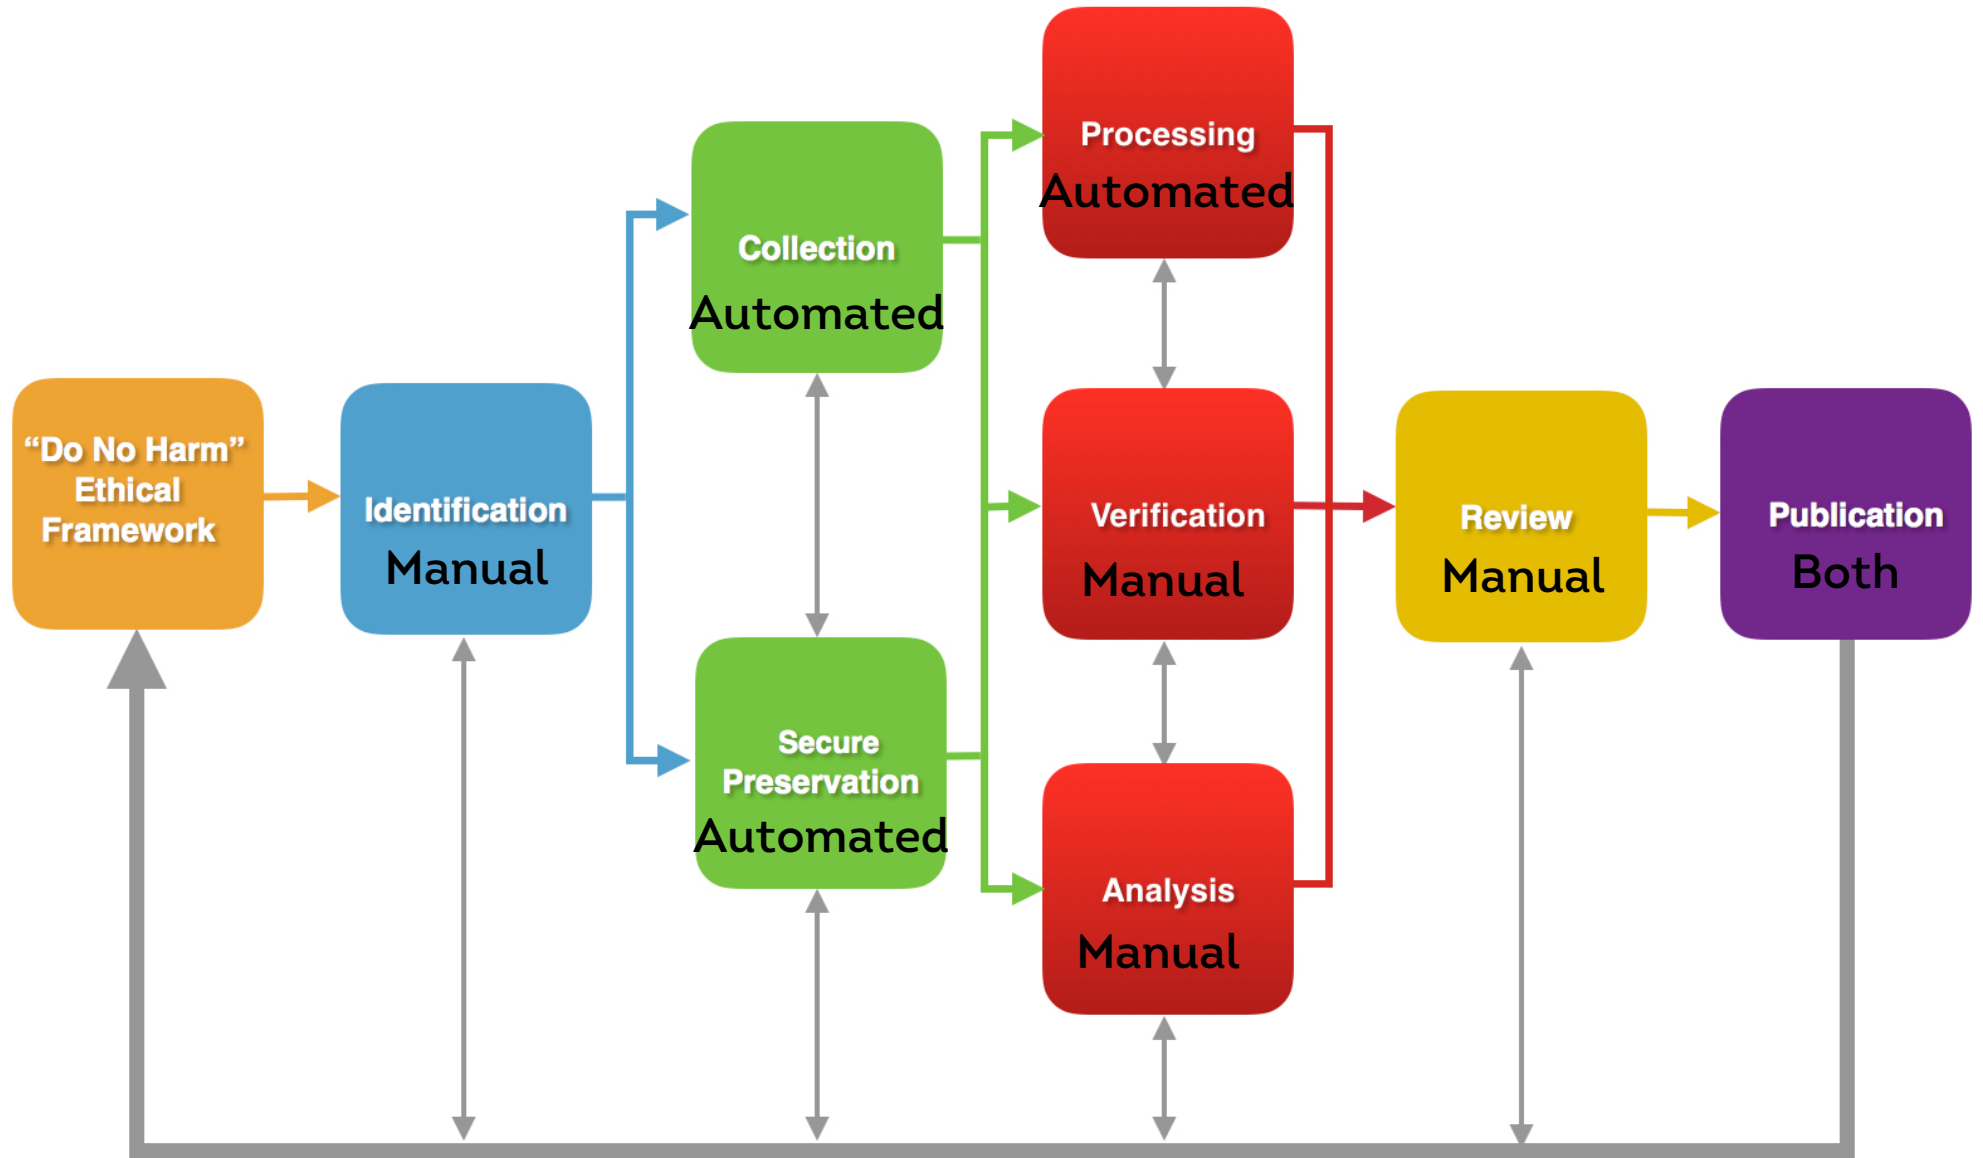 “Do No Harm”
Ethical
Framework
Identification
Manual
Collection
Automated
Secure
Preservation
Automated
Processing
Automated
Verification
Manual
Analysis
Manual
Review
Manual
Publication
Both